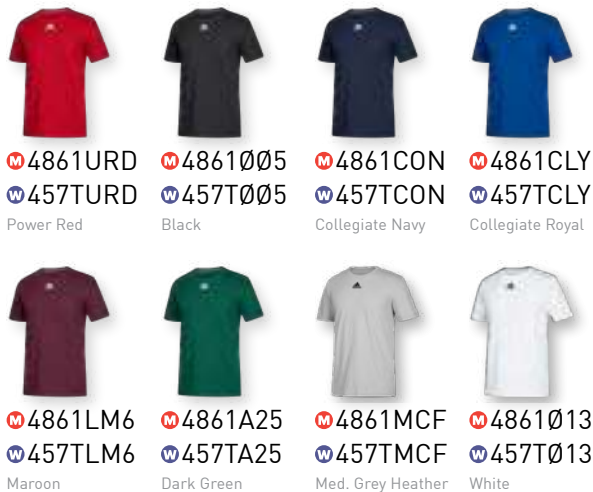 M 4861URD
W 457TURD
Power Red
M 4861ØØ5
W 457TØØ5
Black
M 4861CON
W 457TCON
Collegiate Navy
M 4861CLY
W 457TCLY
Collegiate Royal
M 4861LM6
W 457TLM6
Maroon
M 4861A25
W 457TA25
Dark Green
M 4861MCF
W 457TMCF
Med. Grey Heather
M 4861Ø13
W 457TØ13
White